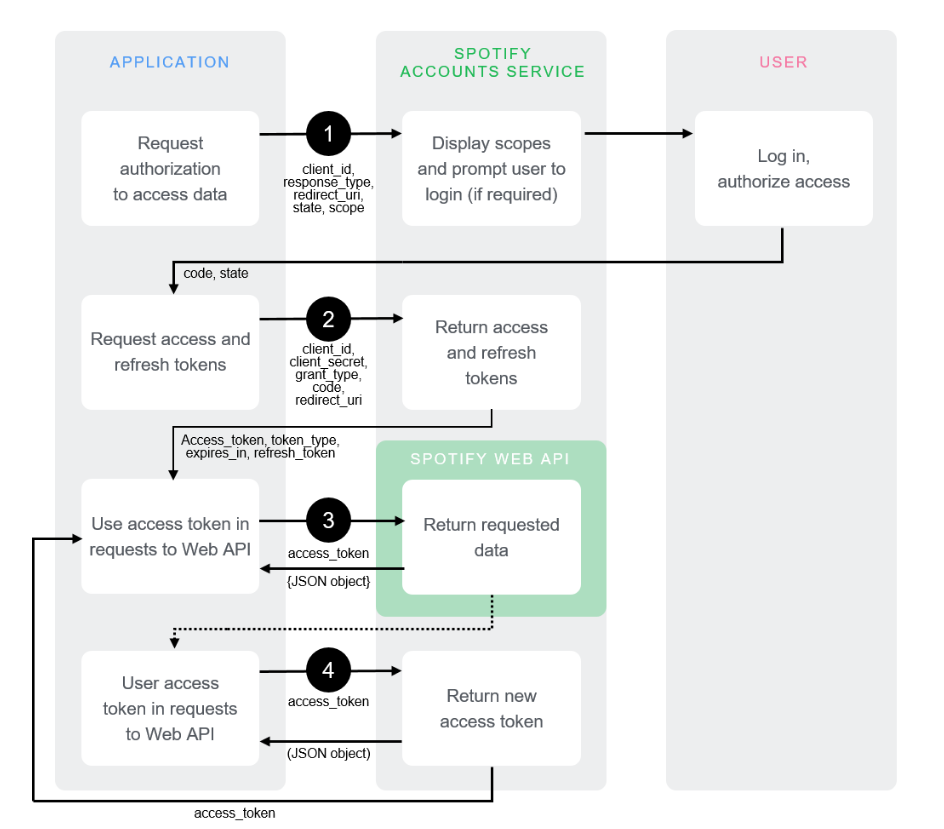 APPLICATION
SPOTIFY
ACCOUNTS SERVICE
USER
Request
authorization
to access data
1
client_id,
response_type,
redirect_uri,
state, scope
Display scopes
and prompt user to
login (if required)
Log in,
authorize access
code, state
Request access and
refresh tokens
2
client_id,
client_secret,
grant_type,
code,
redirect_uri
Return access
and refresh
tokens
Access_token, token_type,
expires_in, refresh_token
SPOTIFY WEB API
Use access token in
requests to Web API
3
access_token
{JSON object}
Return requested
data
User access
token in requests
to Web API
4
access_token
(JSON object)
Return new
access token
access_token